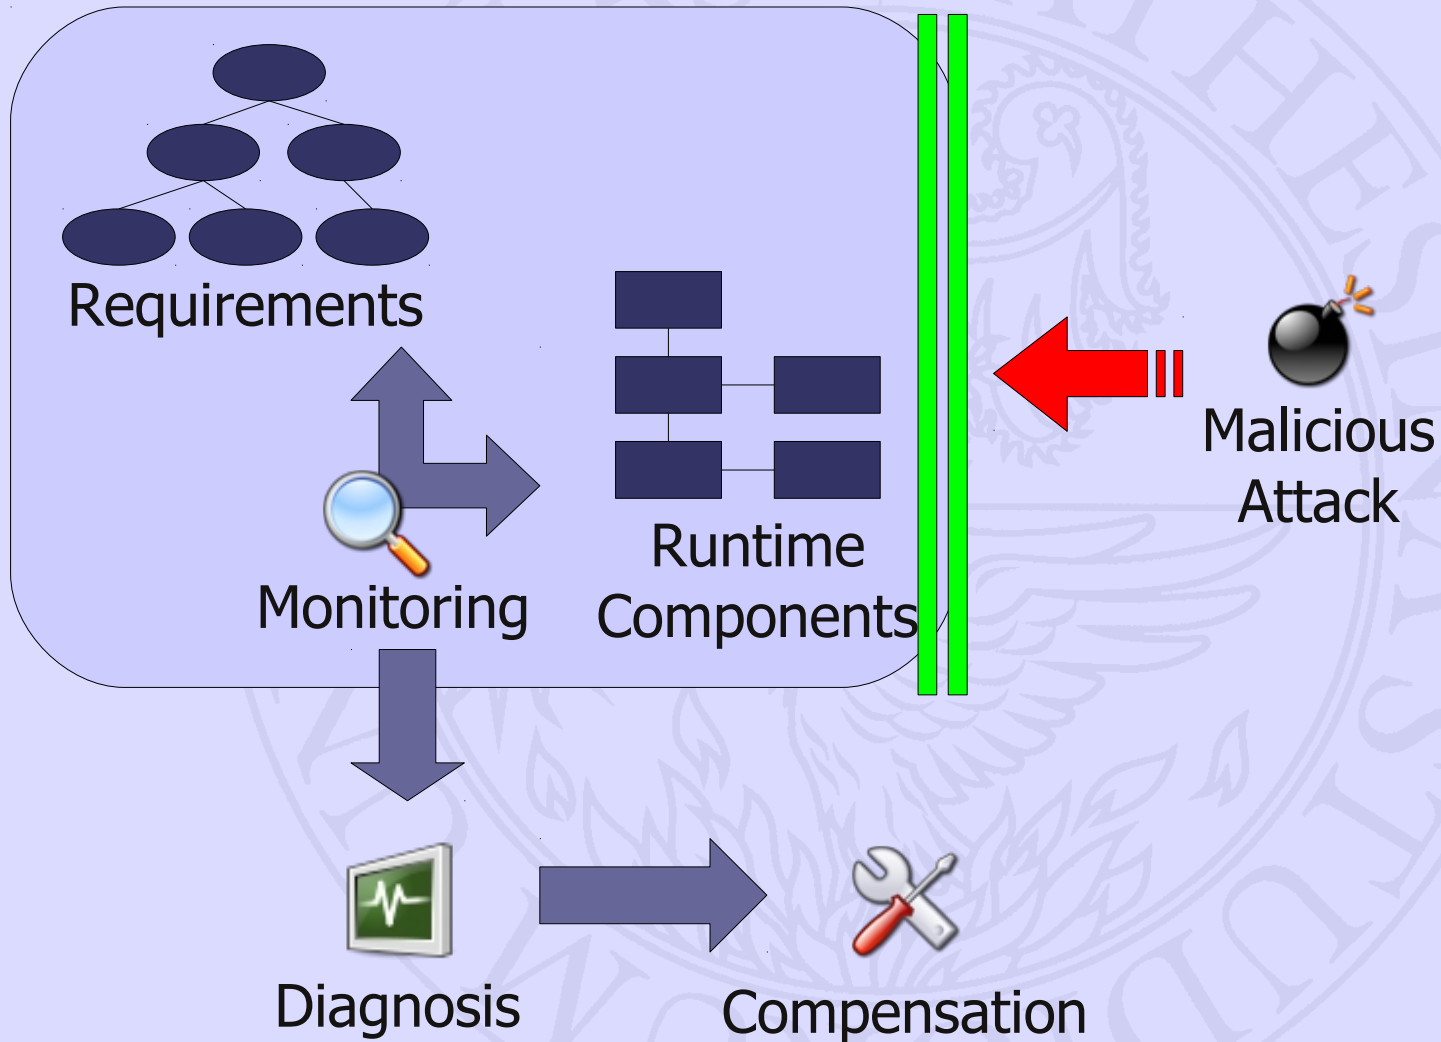 Requirements
Malicious
Attack
Runtime
Components
Monitoring
Diagnosis
Compensation